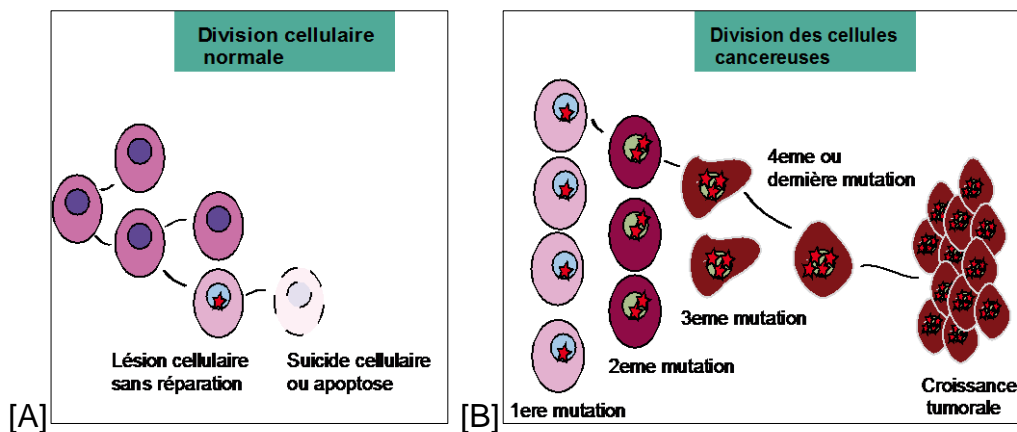 Division cellulaire
normale
Lésion cellulaire
sans réparation
Suicide cellulaire
ou apoptose
[A]
Division des cellules
cancereuses
4eme ou
dernière mutation
3eme mutation
2eme mutation
1ere mutation
Croissance
tumorale
[B]